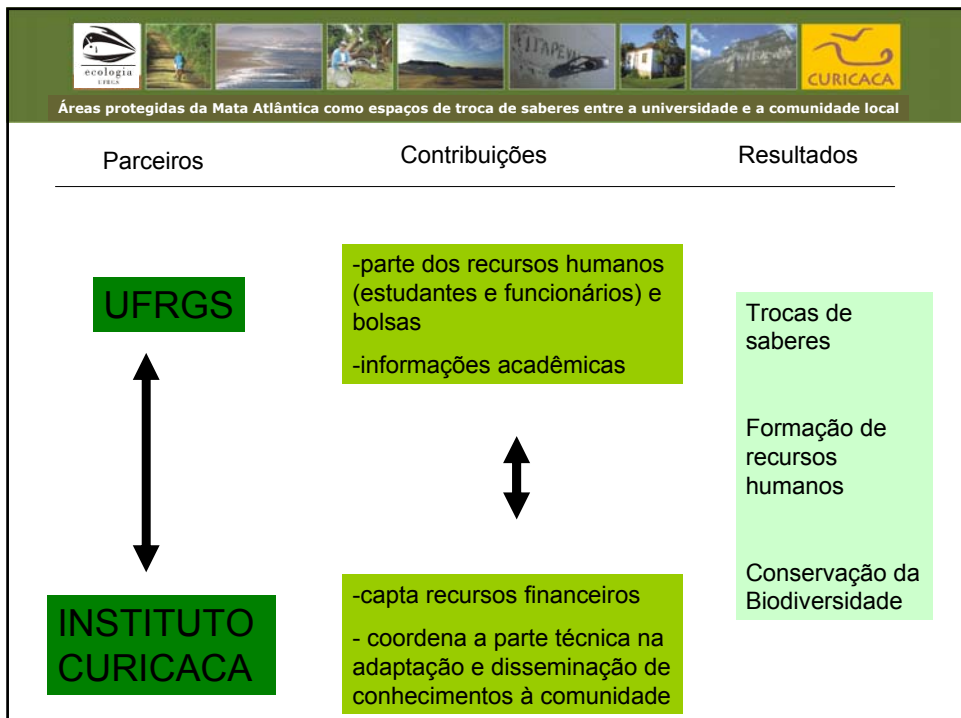 ecologia
UFRGS
ITAPEVA
CURICACA
Áreas protegidas da Mata Atlântica como espaços de troca de saberes entre a universidade e a comunidade local
Parceiros
Contribuições
Resultados
UFRGS
-parte dos recursos humanos
(estudantes e funcionários) e
bolsas
-informações acadêmicas
Trocas de
saberes
Formação de
recursos
humanos
Conservação da
Biodiversidade
INSTITUTO
CURICACA
-capta recursos financeiros
- coordena a parte técnica na
adaptação e disseminação de
conhecimentos à comunidade